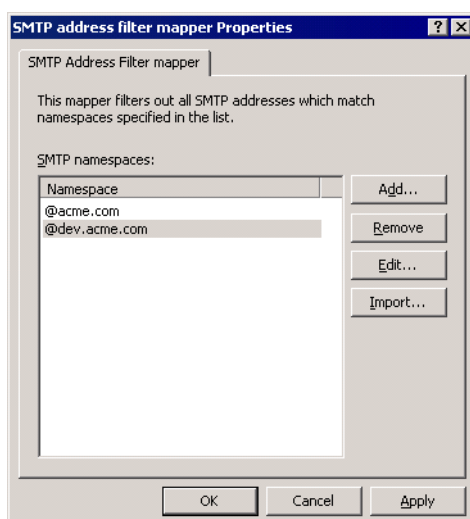 SMTP address filter mapper Properties
SMTP Address Filter mapper
This mapper filters out all SMTP addresses which match
namespaces specified in the list.
SMTP namespaces:
Namespace
@acme.com
@dev.acme.com
Add...
Remove
Edit...
Import...
OK Cancel Apply